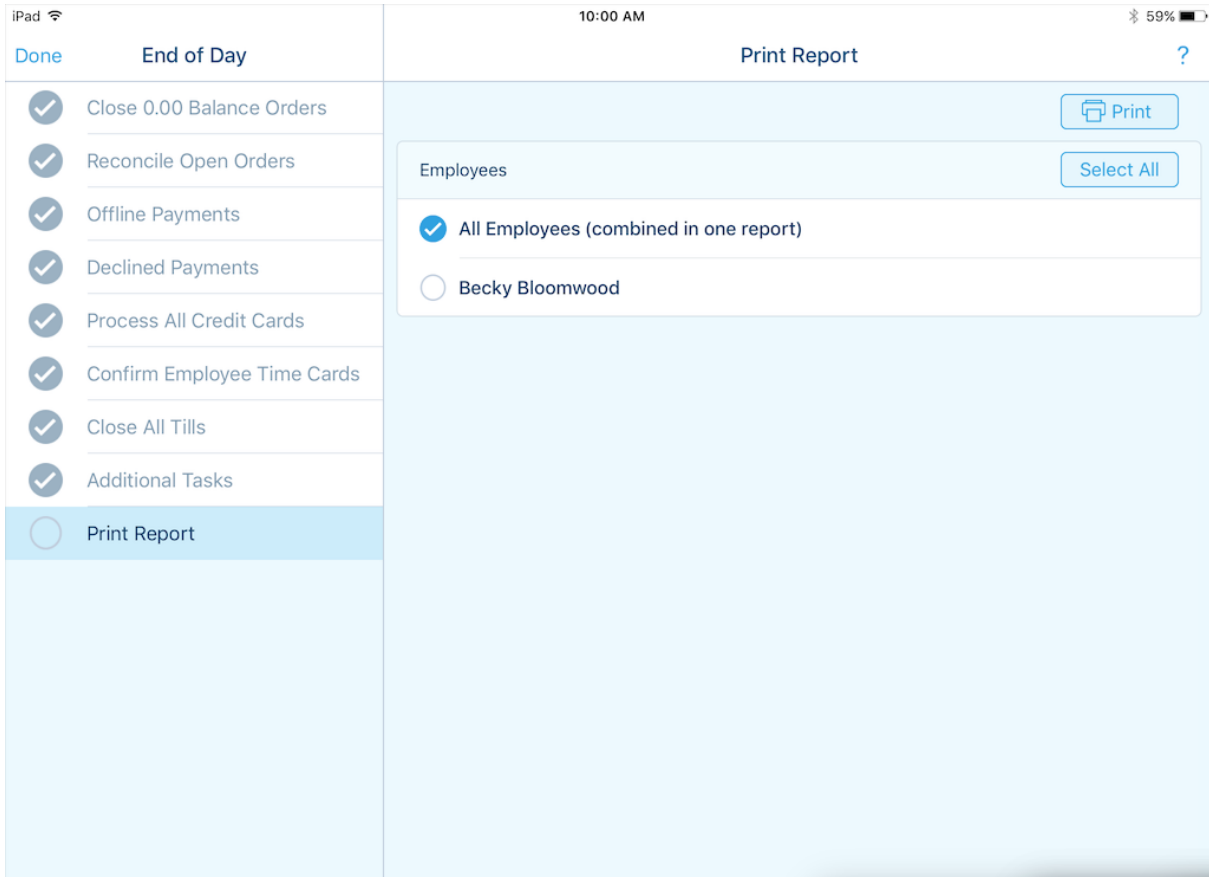 iPad
10:00 AM
59%
Done
End of Day
Print Report
?
Close 0.00 Balance Orders
Reconcile Open Orders
Offline Payments
Declined Payments
Process All Credit Cards
Confirm Employee Time Cards
Close All Tills
Additional Tasks
Print Report
Print
Employees
Select All
All Employees (combined in one report)
Becky Bloomwood